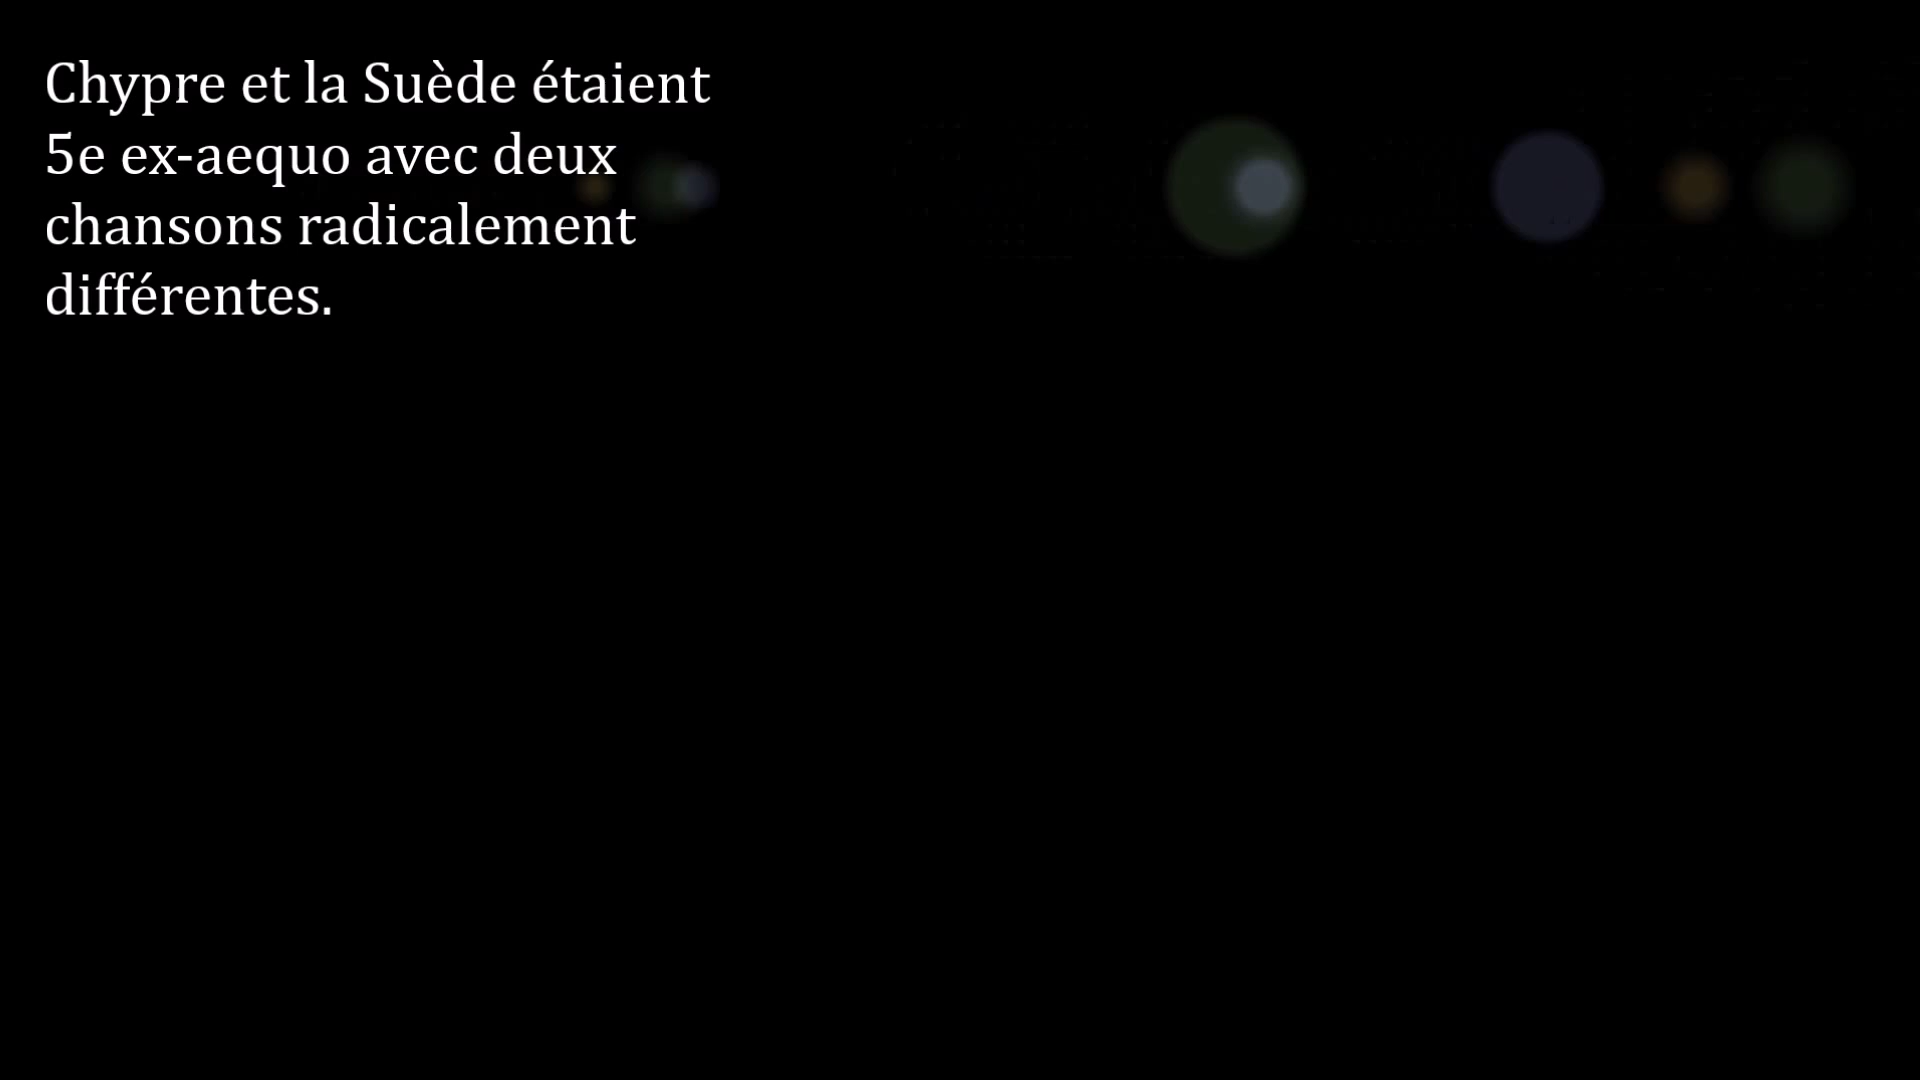 Chypre et la Suède étaient
5e ex-aequo avec deux
chansons radicalement
différentes.